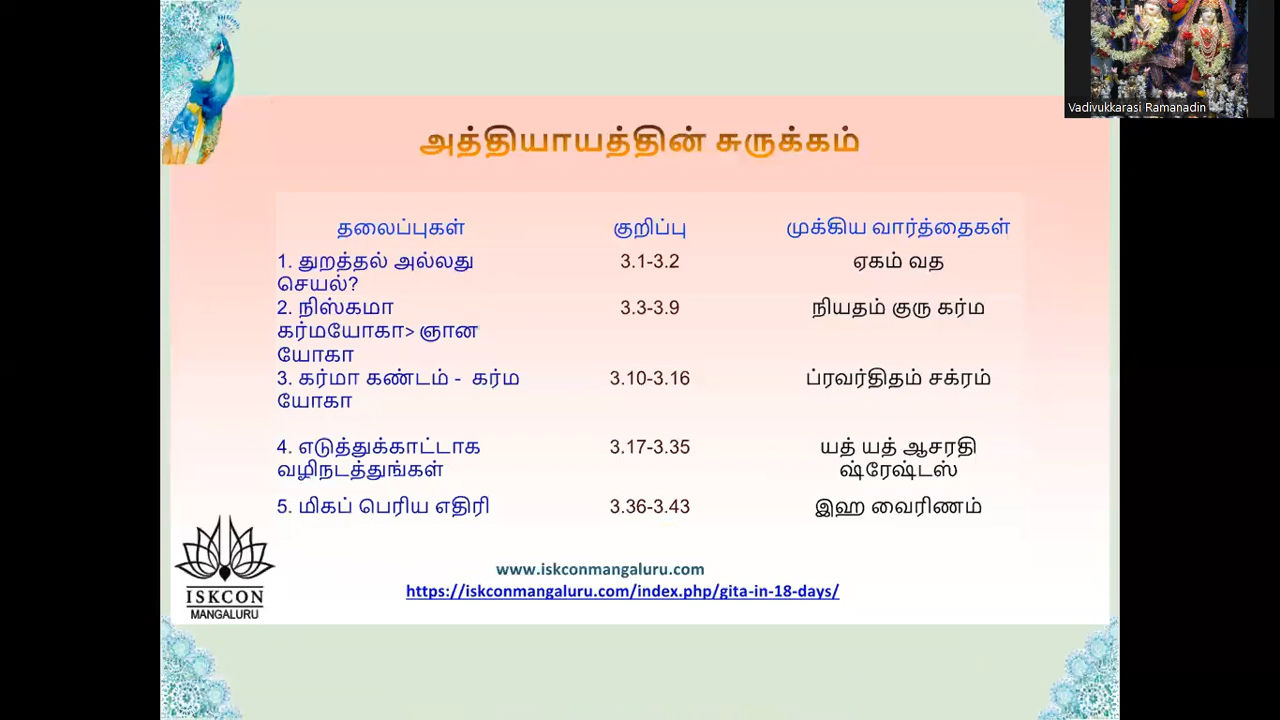 Vadivukkarasi Ramanadin
அத்தியாயத்தின் சுருக்கம்
தலைப்புகள் குறிப்பு முக்கிய வார்த்தைகள்
1. துறத்தல் அல்லது 3.1-3.2 ஏகம் வத
செயல்?
2. நிஸ்கமா 3.3-3.9 நியதம் குரு கர்ம
கர்மயோகா> ஞான
யோகா
3. கர்மா கண்டம் - கர்ம 3.10-3.16 ப்ரவர்திதம் சக்ரம்
யோகா
4. எடுத்துக்காட்டாக 3.17-3.35 யத் யத் ஆசரதி
வழிநடத்துங்கள் ஷ்ரேஷ்டஸ்
5. மிகப் பெரிய எதிரி 3.36-3.43 இஹ வைரிணம்
www.iskconmangaluru.com
https://iskconmangaluru.com/index.php/gita-in-18-days/
ISKCON
MANGALURU